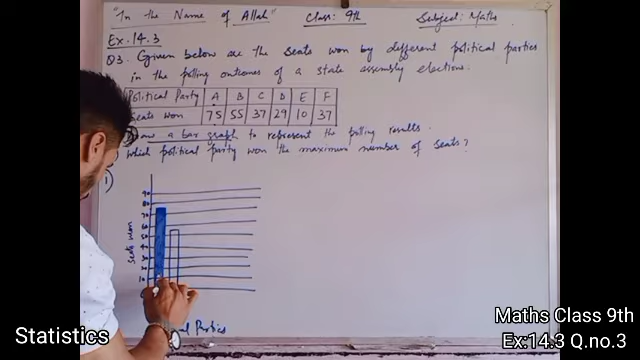 "In the Name of Allah" Class: 9th Subject: Maths
Ex.14.3
Q3. Given below are the seats won by different political parties
in the polling outcomes of a state assembly elections.
Political Party A B C D E F
Seats won 75 55 37 29 10 37
Draw a bar graph to represent the polling results.
Which political party won the maximum number of seats?
90
80
70
60
50
40
30
20
10
Seats won
Parties
Statistics
Maths Class 9th
Ex:14.3 Q.no.3